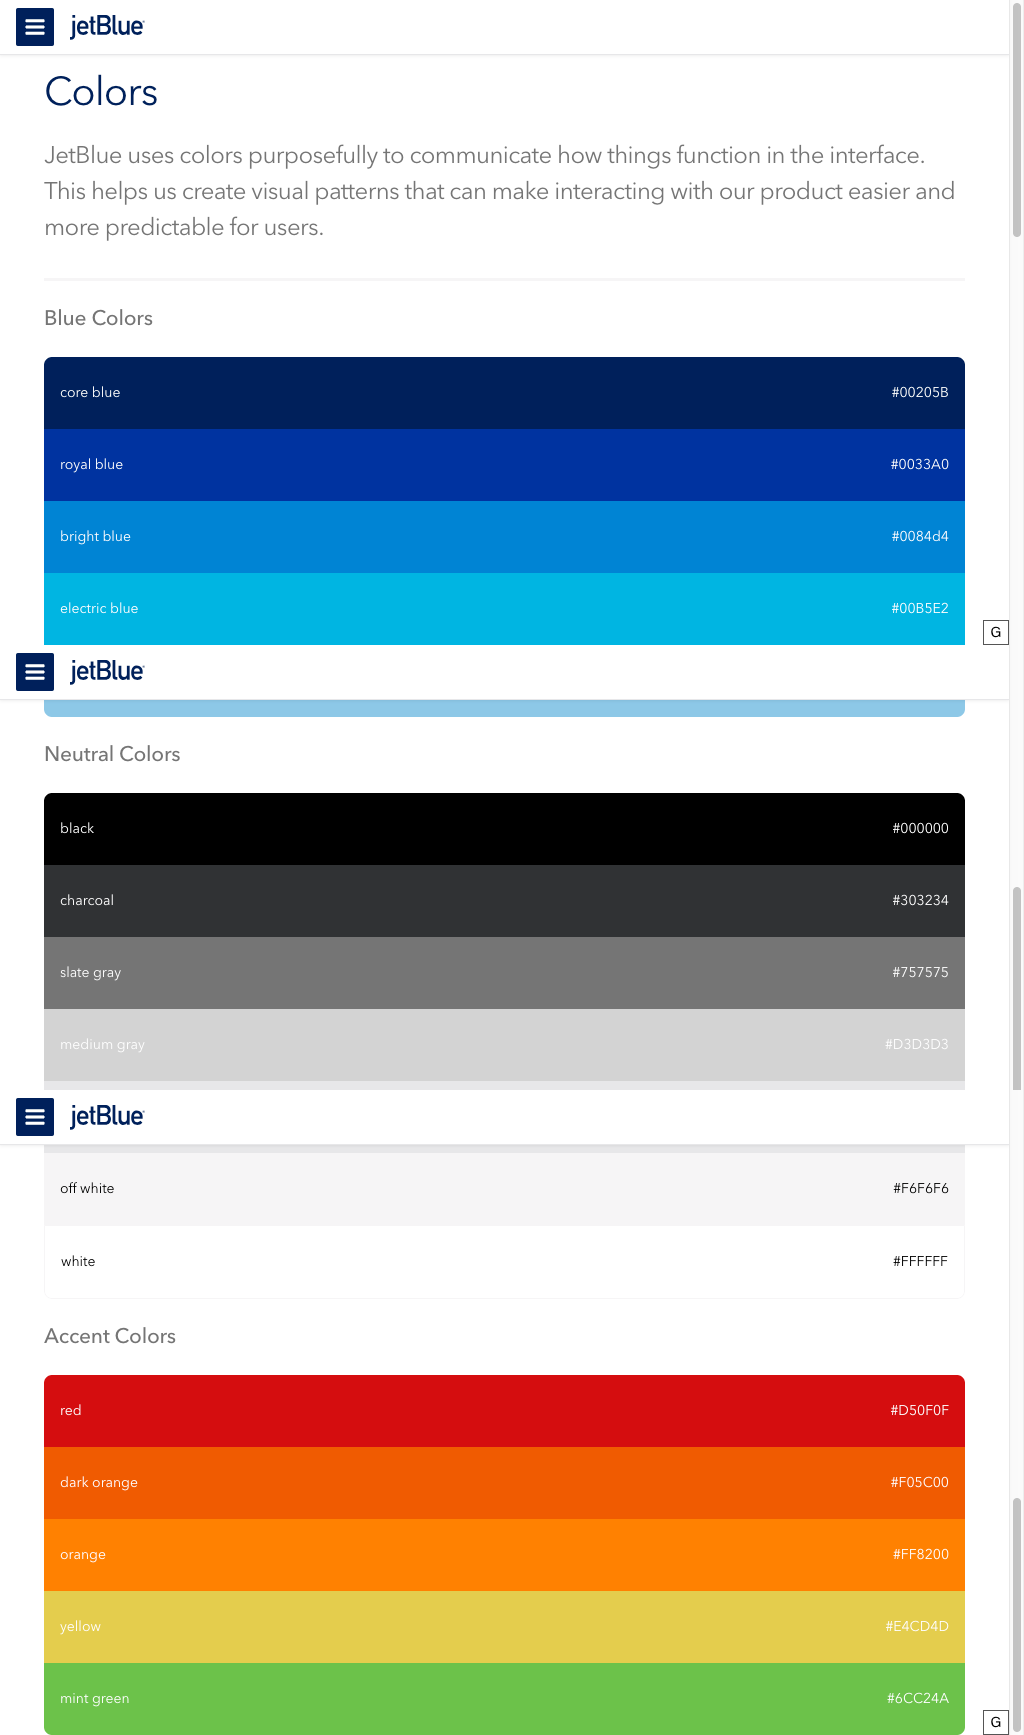 jetBlue
Colors
JetBlue uses colors purposefully to communicate how things function in the interface.
This helps us create visual patterns that can make interacting with our product easier and
more predictable for users.
Blue Colors
core blue #00205B
royal blue #0033A0
bright blue #0084d4
electric blue #00B5E2
G
jetBlue
Neutral Colors
black #000000
charcoal #303234
slate gray #757575
medium gray #D3D3D3
jetBlue
off white #F6F6F6
white #FFFFFF
Accent Colors
red #D50F0F
dark orange #F05C00
orange #FF8200
yellow #E4CD4D
mint green #6CC24A
G